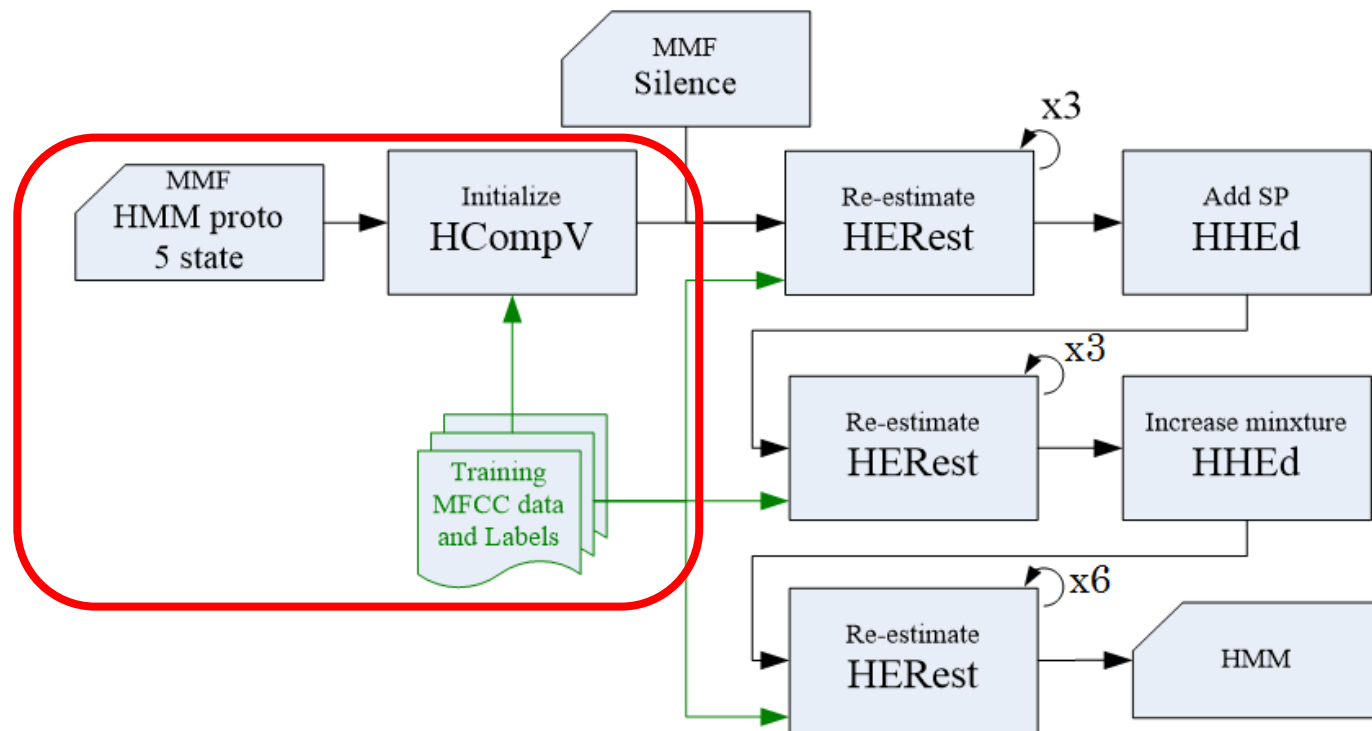 MMF
Silence
x3
MMF
HMM proto
5 state
Initialize
HCompV
Re-estimate
HERest
Add SP
HHEd
x3
Training
MFCC data
and Labels
Re-estimate
HERest
Increase minxture
HHEd
x6
Re-estimate
HERest
HMM